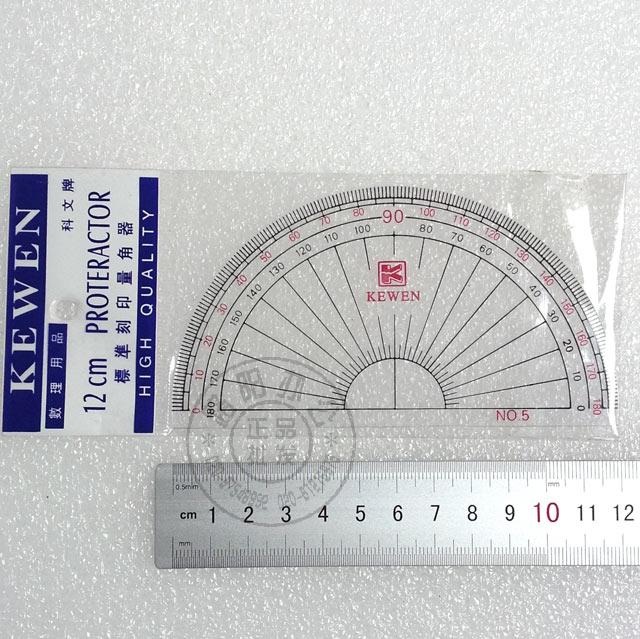 KEWEN
數理用品
科文牌
12 cm PROTERACTOR
標準刻印量角器
HIGH QUALITY
0 10 20 30 40 50 60 70 80 90 100 110 120 130 140 150 160 170 180
180 170 160 150 140 130 120 110 100 80 70 60 50 40 30 20 10 0
KEWEN
NO.5
正品
批发
0.5mm
mm
cm 1 2 3 4 5 6 7 8 9 10 11 12
mm